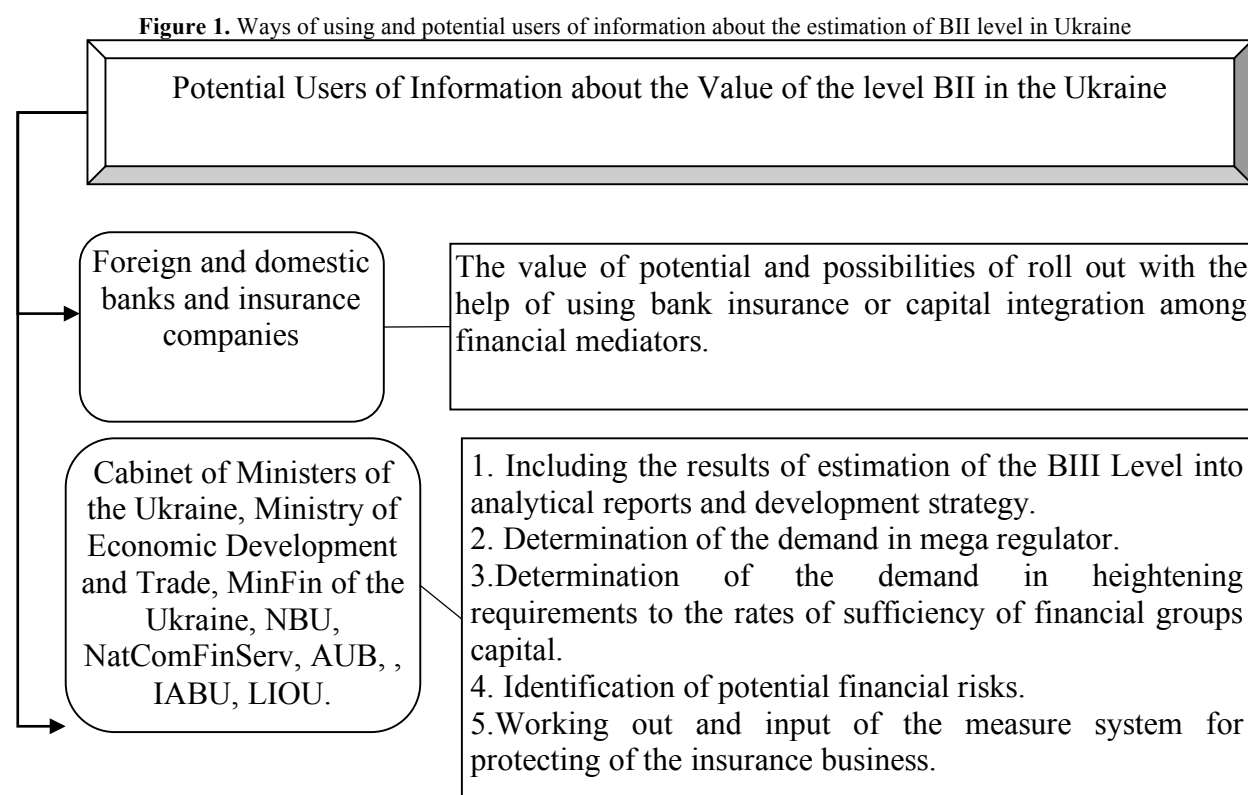 Figure 1. Ways of using and potential users of information about the estimation of BII level in Ukraine
Potential Users of Information about the Value of the level BII in the Ukraine
Foreign and domestic
banks and insurance
companies
The value of potential and possibilities of roll out with the
help of using bank insurance or capital integration among
financial mediators.
Cabinet of Ministers of
the Ukraine, Ministry of
Economic Development
and Trade, MinFin of the
Ukraine, NBU,
NatComFinServ, AUB, ,
IABU, LIOU.
1. Including the results of estimation of the BIII Level into
analytical reports and development strategy.
2. Determination of the demand in mega regulator.
3.Determination of the demand in heightening
requirements to the rates of sufficiency of financial groups
capital.
4. Identification of potential financial risks.
5.Working out and input of the measure system for
protecting of the insurance business.